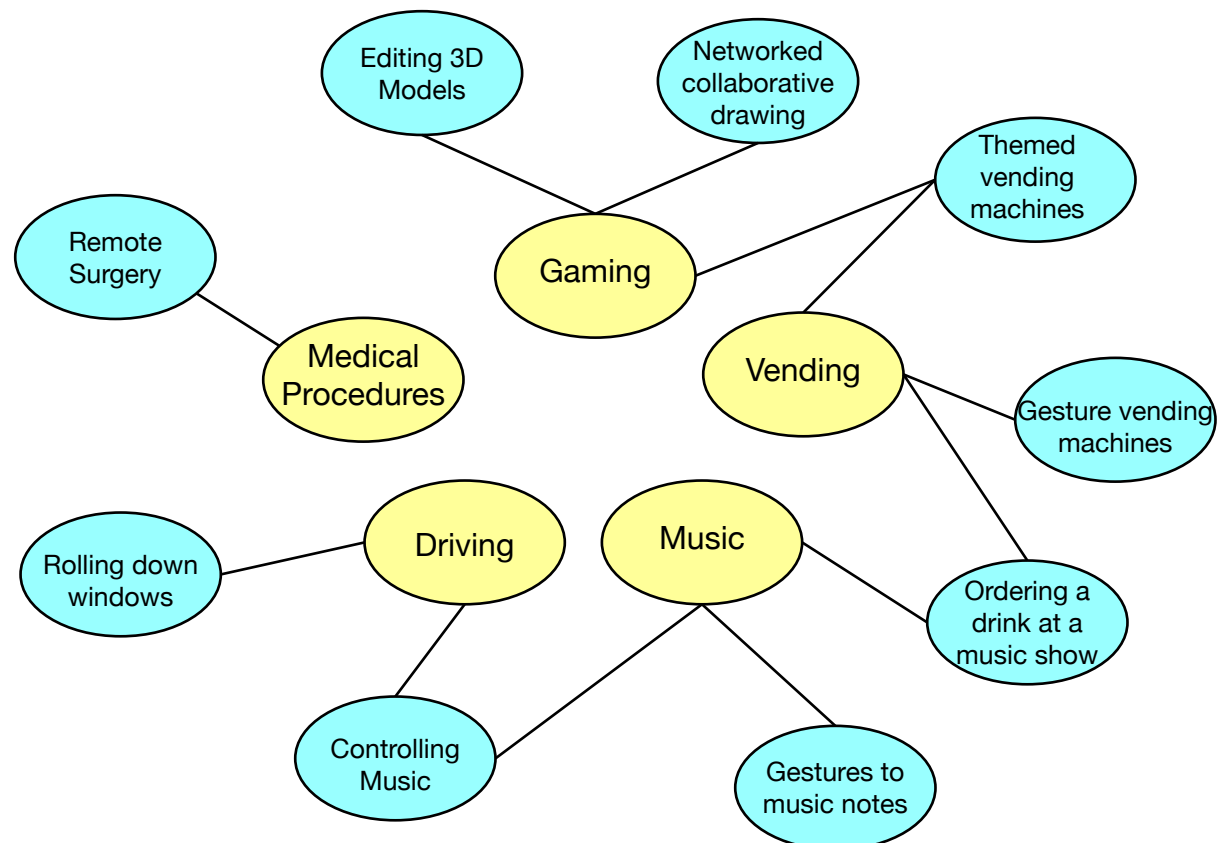 Editing 3D
Models
Networked
collaborative
drawing
Themed
vending
machines
Remote
Surgery
Gaming
Medical
Procedures
Vending
Gesture vending
machines
Rolling down
windows
Driving
Music
Ordering a
drink at a
music show
Controlling
Music
Gestures to
music notes